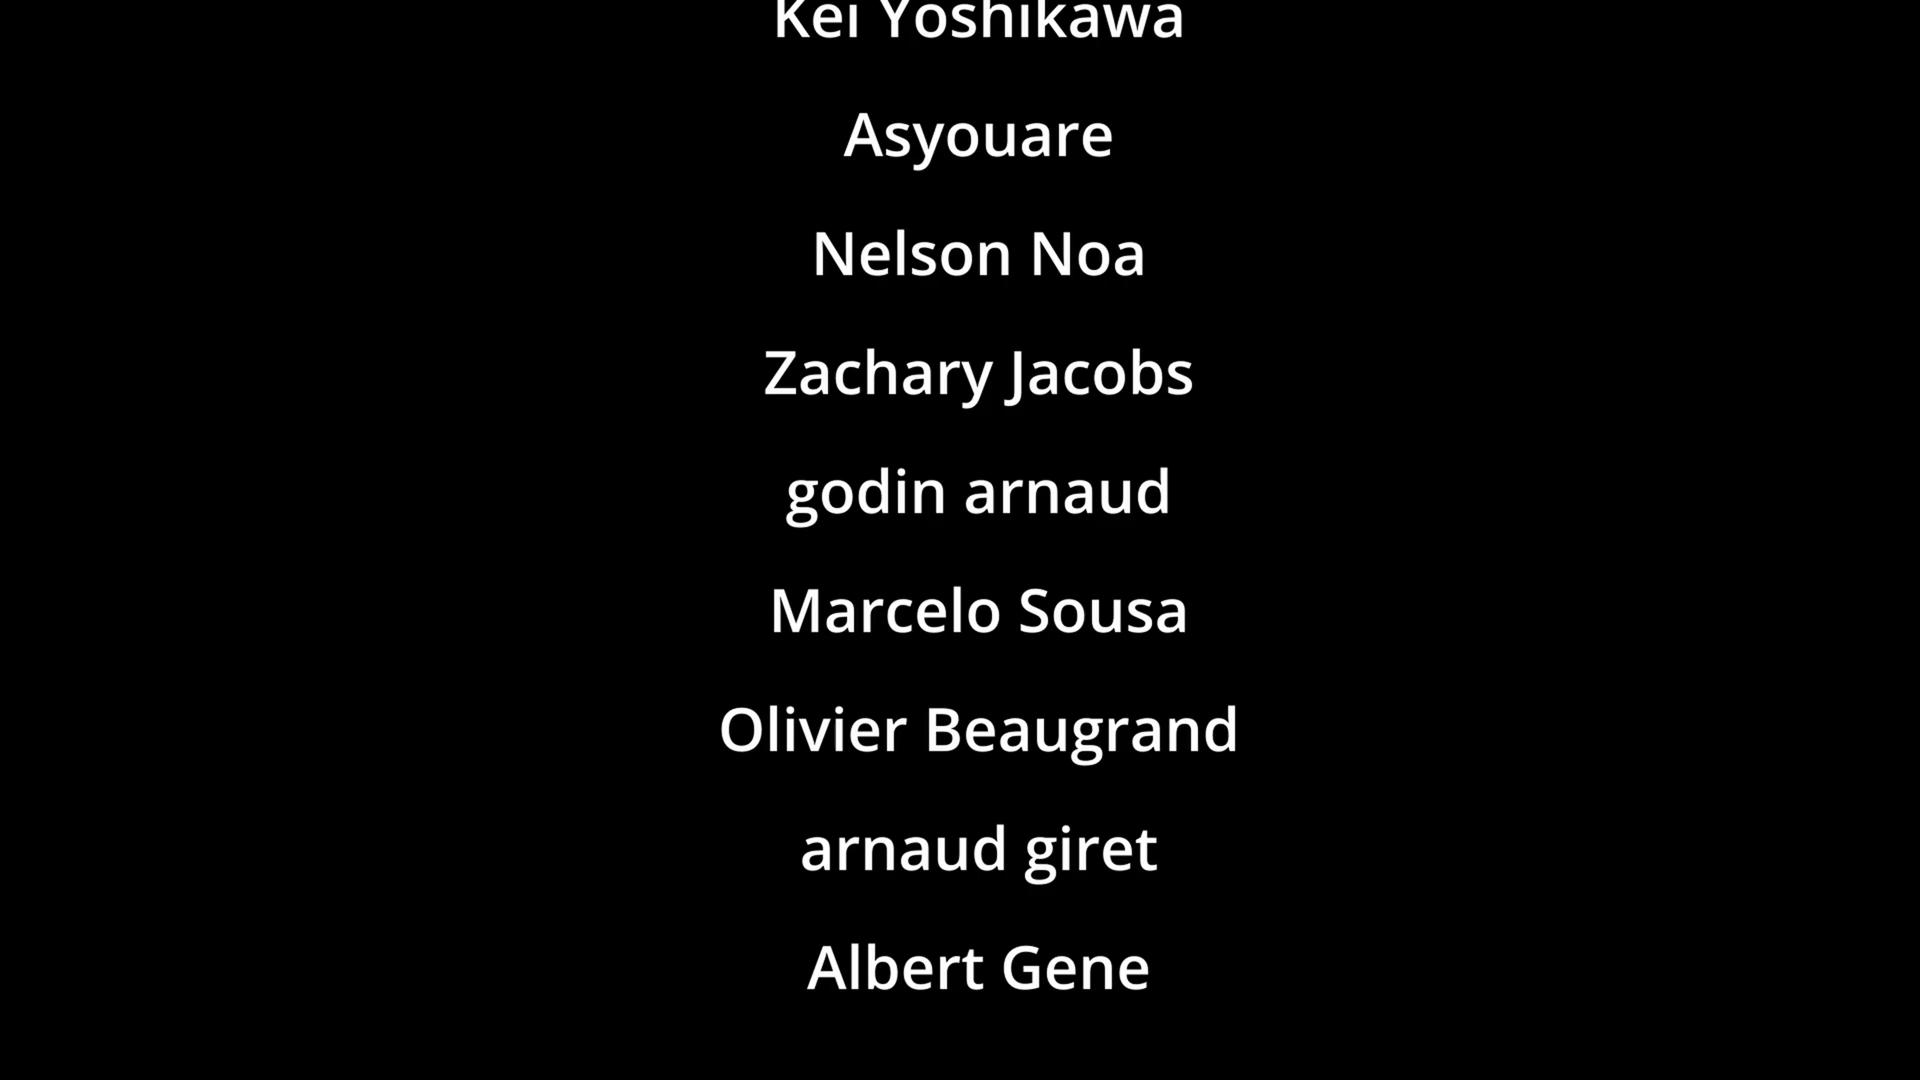 Kei Yoshikawa
Asyouare
Nelson Noa
Zachary Jacobs
godin arnaud
Marcelo Sousa
Olivier Beaugrand
arnaud giret
Albert Gene